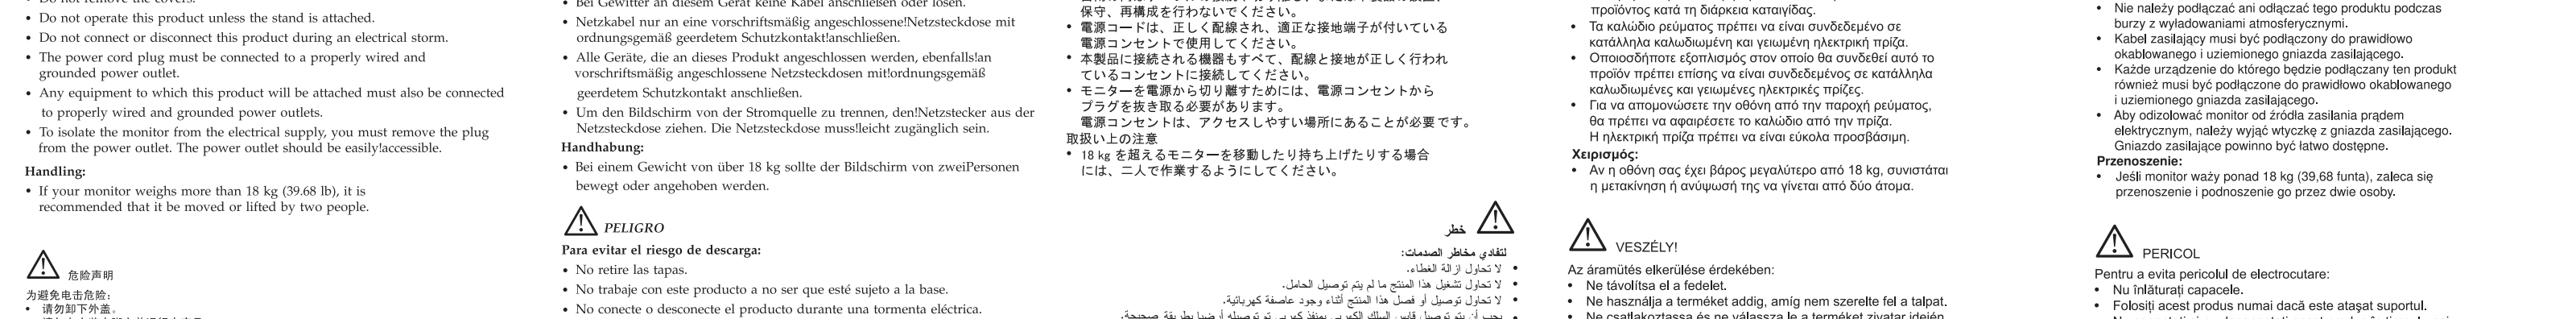 • Do not remove the covers.
• Do not operate this product unless the stand is attached.
• Do not connect or disconnect this product during an electrical storm.
• The power cord plug must be connected to a properly wired and
grounded power outlet.
• Any equipment to which this product will be attached must also be connected
to properly wired and grounded power outlets.
• To isolate the monitor from the electrical supply, you must remove the plug
from the power outlet. The power outlet should be easily!accessible.
Handling:
• If your monitor weighs more than 18 kg (39.68 lb), it is
recommended that it be moved or lifted by two people.
危险声明
为避免电击危险:
• 请勿卸下外盖。
• Bei Gewitter an diesem Gerät keine Kabel anschließen oder lösen.
• Netzkabel nur an eine vorschriftsmäßig angeschlossene!Netzsteckdose mit
ordnungsgemäß geerdetem Schutzkontakt!anschließen.
• Alle Geräte, die an dieses Produkt angeschlossen werden, ebenfalls!an
vorschriftsmäßig angeschlossene Netzsteckdosen mit!ordnungsgemäß
geerdetem Schutzkontakt anschließen.
• Um den Bildschirm von der Stromquelle zu trennen, den!Netzstecker aus der
Netzsteckdose ziehen. Die Netzsteckdose muss!leicht zugänglich sein.
Handhabung:
• Bei einem Gewicht von über 18 kg sollte der Bildschirm von zweiPersonen
bewegt oder angehoben werden.
PELIGRO
Para evitar el riesgo de descarga:
• No retire las tapas.
• No trabaje con este producto a no ser que esté sujeto a la base.
• No conecte o desconecte el producto durante una tormenta eléctrica.
保守、再構成を行わないでください。
• 電源コードは、正しく配線され、適正な接地端子が付いている
電源コンセントで使用してください。
• 本製品に接続される機器もすべて、配線と接地が正しく行われ
ているコンセントに接続してください。
• モニターを電源から切り離すためには、電源コンセントから
プラグを抜き取る必要があります。
電源コンセントは、アクセスしやすい場所にあることが必要です。
取扱い上の注意
• 18 kg を超えるモニターを移動したり持ち上げたりする場合
には、二人で作業するようにしてください。
خطر
لتفادي مخاطر الصدمات:
• لا تحاول ازالة الغطاء.
• لا تحاول تشغيل هذا المنتج ما لم يتم توصيل الحامل.
• لا تحاول توصيل أو فصل هذا المنتج أثناء وجود عاصفة كهربائية.
προϊόντος κατά τη διάρκεια καταιγίδας.
• Τα καλώδιο ρεύματος πρέπει να είναι συνδεδεμένο σε
κατάλληλα καλωδιωμένη και γειωμένη ηλεκτρική πρίζα.
• Οποιοσδήποτε εξοπλισμός στον οποίο θα συνδεθεί αυτό το
προϊόν πρέπει επίσης να είναι συνδεδεμένος σε κατάλληλα
καλωδιωμένες και γειωμένες ηλεκτρικές πρίζες.
• Για να απομονώσετε την οθόνη από την παροχή ρεύματος,
θα πρέπει να αφαιρέσετε το καλώδιο από την πρίζα.
Η ηλεκτρική πρίζα πρέπει να είναι εύκολα προσβάσιμη.
Χειρισμός:
• Αν η οθόνη σας έχει βάρος μεγαλύτερο από 18 kg, συνιστάται
η μετακίνηση ή ανύψωσή της να γίνεται από δύο άτομα.
VESZÉLY!
Az áramütés elkerülése érdekében:
• Ne távolítsa el a fedelet.
• Ne használja a terméket addig, amíg nem szerelte fel a talpat.
• Ne csatlakoztassa és ne válassza le a terméket zivatar idején.
• Nie należy podłączać ani odłączać tego produktu podczas
burzy z wyładowaniami atmosferycznymi.
• Kabel zasilający musi być podłączony do prawidłowo
okablowanego i uziemionego gniazda zasilającego.
• Każde urządzenie do którego będzie podłączany ten produkt
również musi być podłączone do prawidłowo okablowanego
i uziemionego gniazda zasilającego.
• Aby odizolować monitor od źródła zasilania prądem
elektrycznym, należy wyjąć wtyczkę z gniazda zasilającego.
Gniazdo zasilające powinno być łatwo dostępne.
Przenoszenie:
• Jeśli monitor waży ponad 18 kg (39,68 funta), zaleca się
przenoszenie i podnoszenie go przez dwie osoby.
PERICOL
Pentru a evita pericolul de electrocutare:
• Nu înlăturaţi capacele.
• Folosiţi acest produs numai dacă este ataşat suportul.